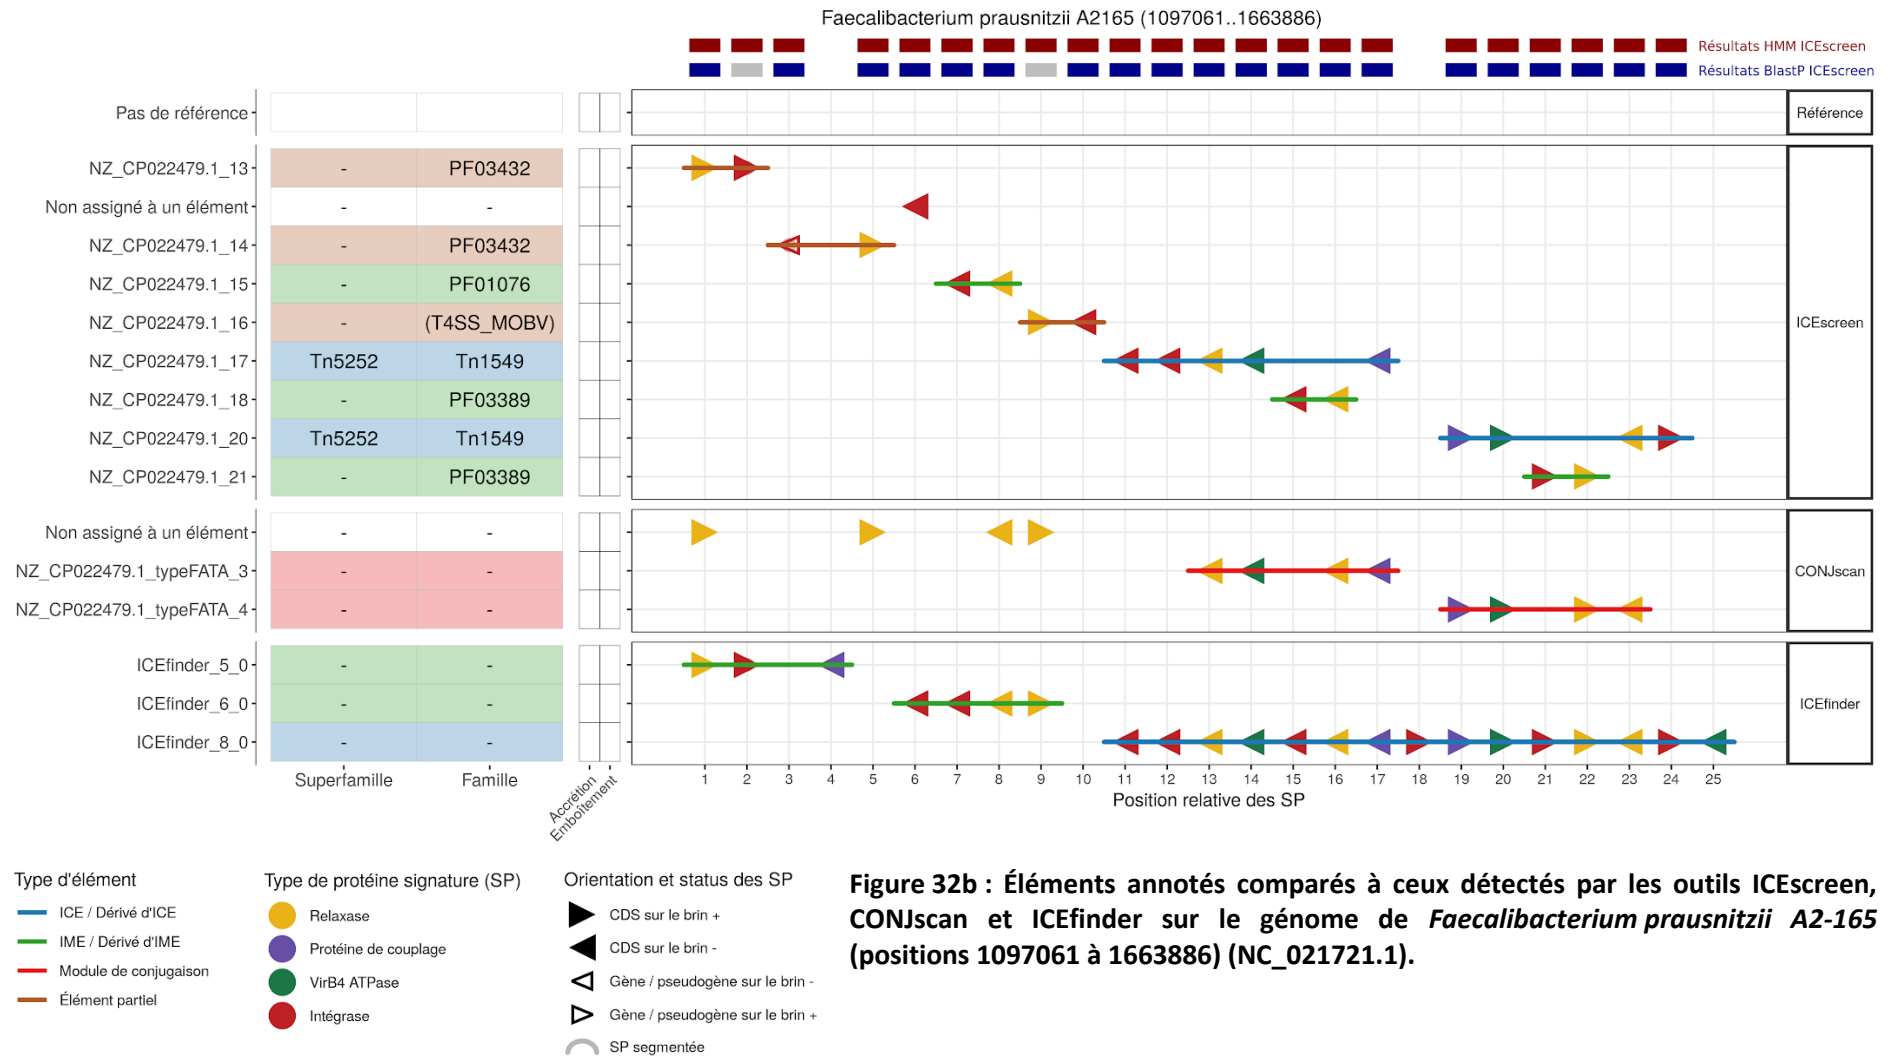 Faecalibacterium prausnitzii A2165 (1097061..1663886)
Résultats HMM ICEscreen
Résultats BlastP ICEscreen
Pas de référence
Référence
NZ_CP022479.1_13 - PF03432
Non assigné à un élément - -
NZ_CP022479.1_14 - PF03432
NZ_CP022479.1_15 - PF01076
NZ_CP022479.1_16 - (T4SS_MOBV)
ICEscreen
NZ_CP022479.1_17 Tn5252 Tn1549
NZ_CP022479.1_18 - PF03389
NZ_CP022479.1_20 Tn5252 Tn1549
NZ_CP022479.1_21 - PF03389
Non assigné à un élément - -
NZ_CP022479.1_typeFATA_3 - -
CONJscan
NZ_CP022479.1_typeFATA_4 - -
ICEfinder_5_0 - -
ICEfinder_6_0 - -
ICEfinder
ICEfinder_8_0 - -
Superfamille Famille
Accrétion
Emboîtement
1 2 3 4 5 6 7 8 9 10 11 12 13 14 15 16 17 18 19 20 21 22 23 24 25
Position relative des SP
Type d'élément
ICE / Dérivé d'ICE
IME / Dérivé d'IME
Module de conjugaison
Élément partiel
Type de protéine signature (SP)
Relaxase
Protéine de couplage
VirB4 ATPase
Intégrase
Orientation et status des SP
CDS sur le brin +
CDS sur le brin -
Gène / pseudogène sur le brin -
Gène / pseudogène sur le brin +
SP segmentée
Figure 32b : Éléments annotés comparés à ceux détectés par les outils ICEscreen,
CONJscan et ICEfinder sur le génome de Faecalibacterium prausnitzii A2-165
(positions 1097061 à 1663886) (NC_021721.1).